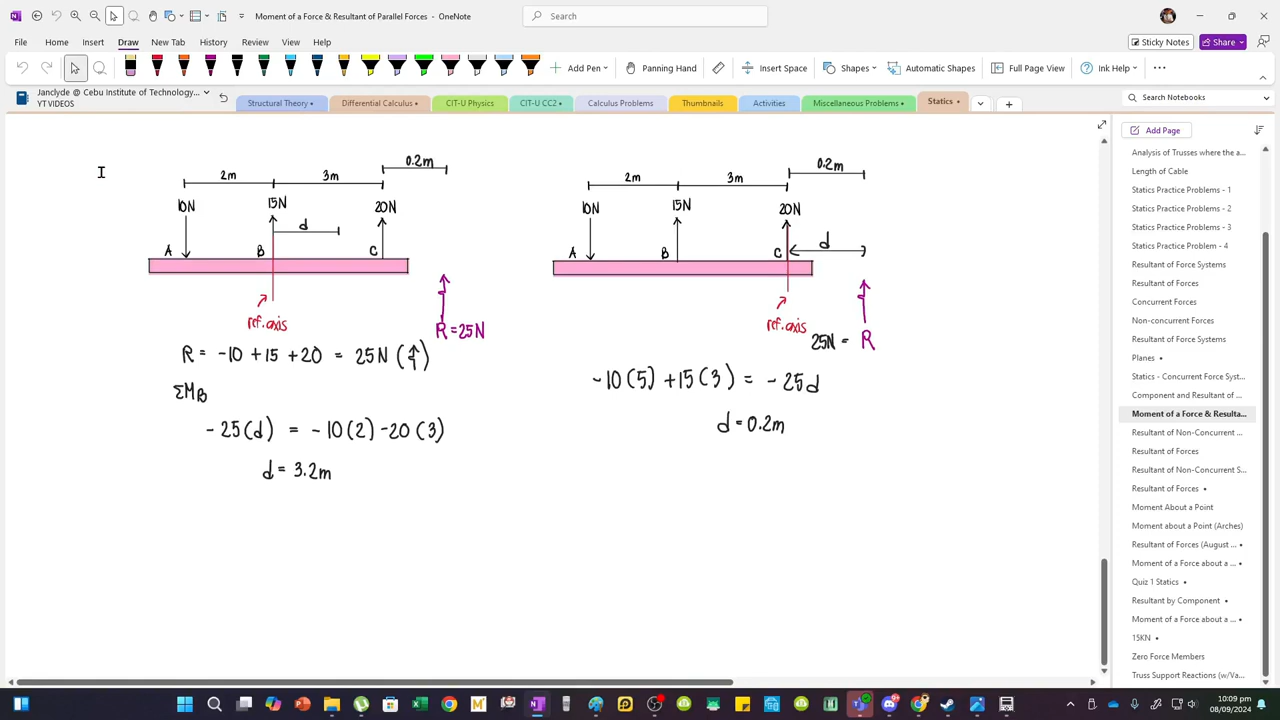 Moment of a Force & Resultant of Parallel Forces - OneNote
Search
File Home Insert Draw New Tab History Review View Help
Sticky Notes
Share
Add Pen
Panning Hand
Insert Space
Shapes
Automatic Shapes
Full Page View
Ink Help
Janclyde @ Cebu Institute of Technology...
YT VIDEOS
Structural Theory
Differential Calculus
CIT-U Physics
CIT-U CC2
Calculus Problems
Thumbnails
Activities
Miscellaneous Problems
Statics
Search Notebooks
Add Page
Analysis of Trusses where the a...
Length of Cable
Statics Practice Problems - 1
Statics Practice Problems - 2
Statics Practice Problems - 3
Statics Practice Problem - 4
Resultant of Force Systems
Resultant of Forces
Concurrent Forces
Non-concurrent Forces
Resultant of Force Systems
Planes
Statics - Concurrent Force Syst...
Component and Resultant of ...
Moment of a Force & Resulta...
Resultant of Non-Concurrent ...
Resultant of Forces
Resultant of Non-Concurrent S...
Resultant of Forces
Moment About a Point
Moment about a Point (Arches)
Resultant of Forces (August ...
Moment of a Force about a ...
Quiz 1 Statics
Resultant by Component
Moment of a Force about a ...
15KN
Zero Force Members
Truss Support Reactions (w/Va...
0.2m
2m 3m
10N 15N 20N
d
A B C
ref. axis
R = 25N
R = -10 + 15 + 20 = 25N (↑)
ΣMB
-25(d) = -10(2) -20(3)
d = 3.2m
0.2m
2m 3m
10N 15N 20N
d
A B C
ref. axis
25N = R
-10(5) + 15(3) = -25d
d = 0.2m
10:09 pm
08/09/2024